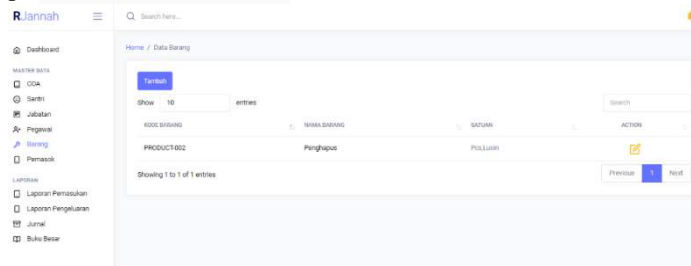 RJannah
Search here...
Dashboard
Home / Data Barang
MASTER DATA
COA
Santri
Jabatan
Pegawai
Barang
Pemasok
LAPORAN
Laporan Pemasukan
Laporan Pengeluaran
Jurnal
Buku Besar
Tambah
Show 10 entries
Search
KODE BARANG NAMA BARANG SATUAN ACTION
PRODUCT-002 Penghapus Pcs,Lusin
Showing 1 to 1 of 1 entries
Previous 1 Next